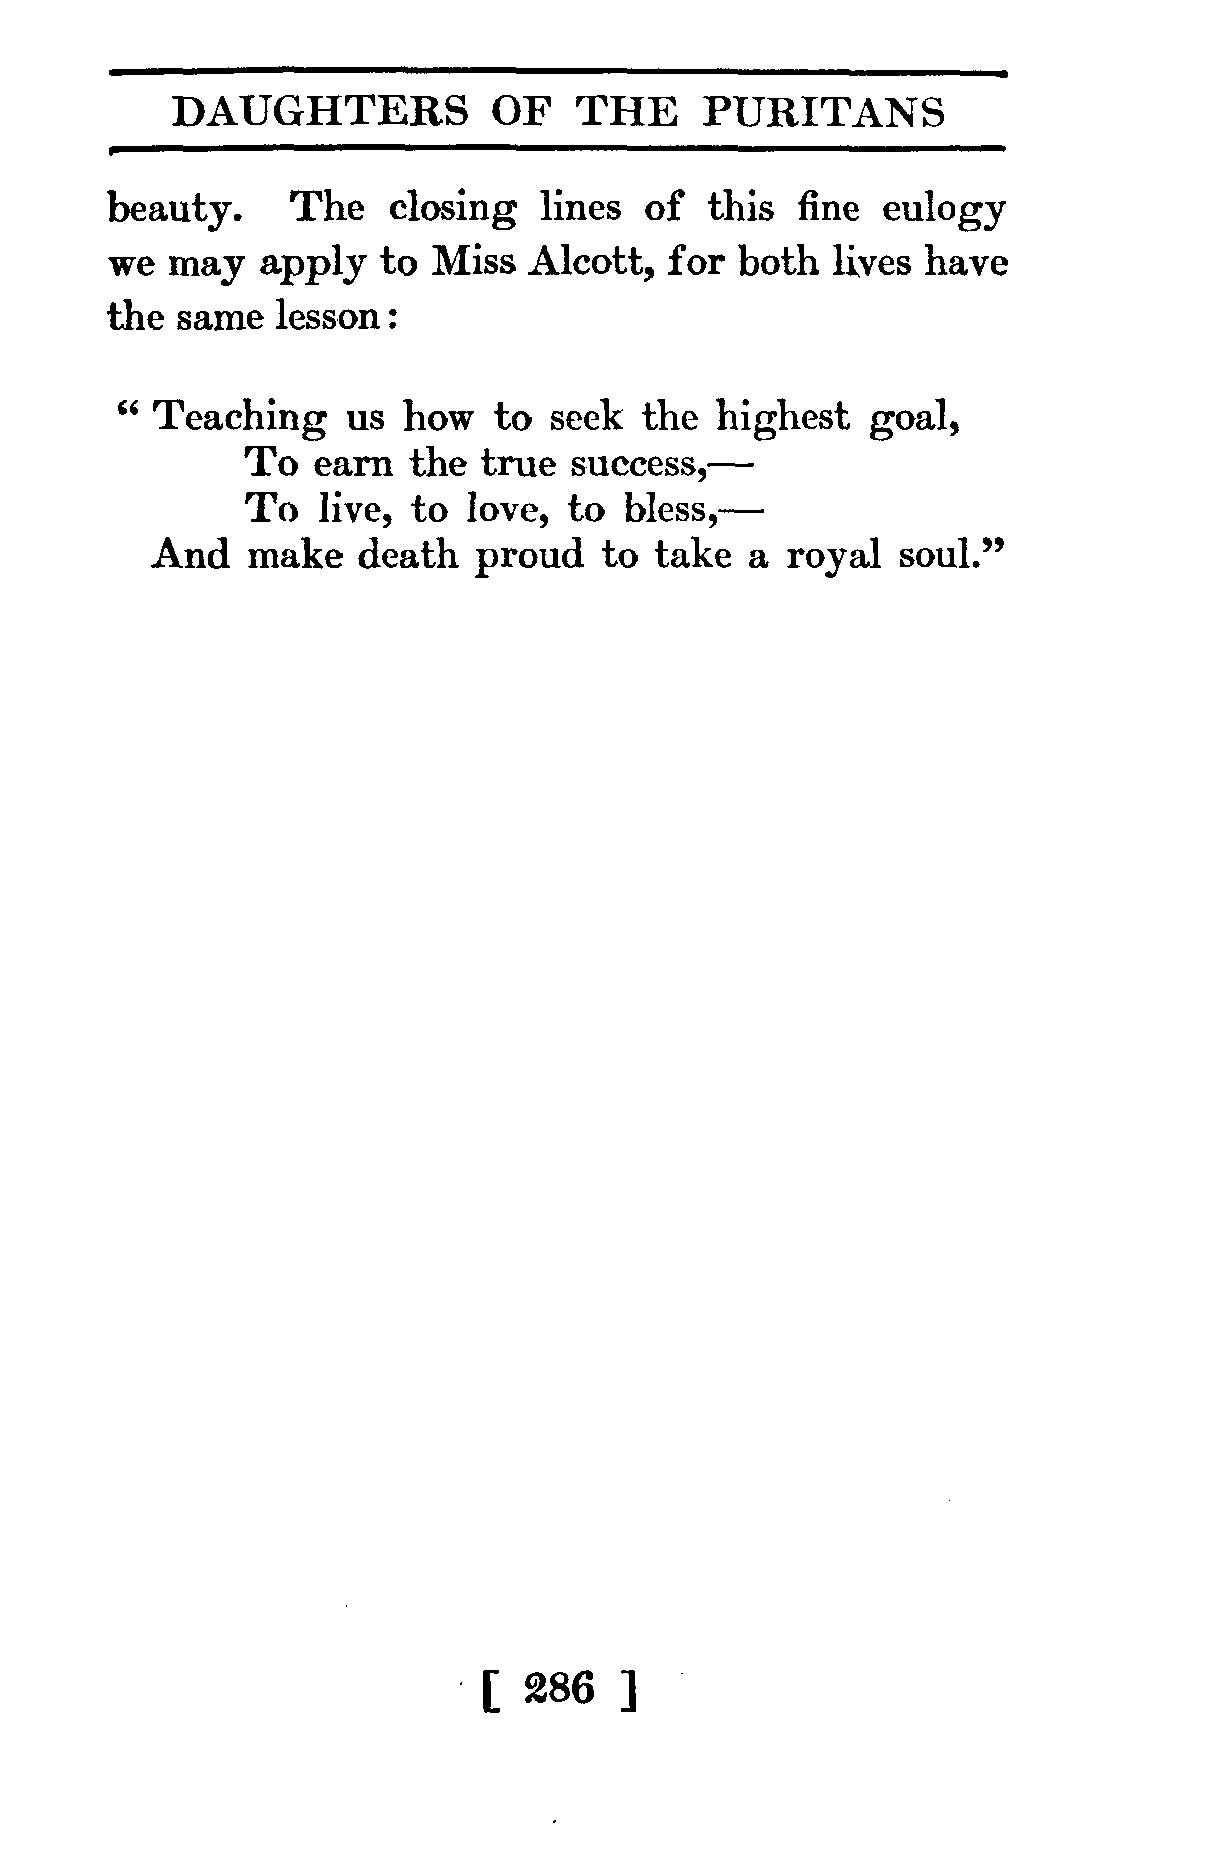 DAUGHTERS OF THE PURITANS
beauty. The closing lines of this fine eulogy
we may apply to Miss Alcott, for both lives have
the same lesson:
“Teaching us how to seek the highest goal,
To earn the true success,—
To live, to love, to bless,—
And make death proud to take a royal soul.”
[ 286 ]